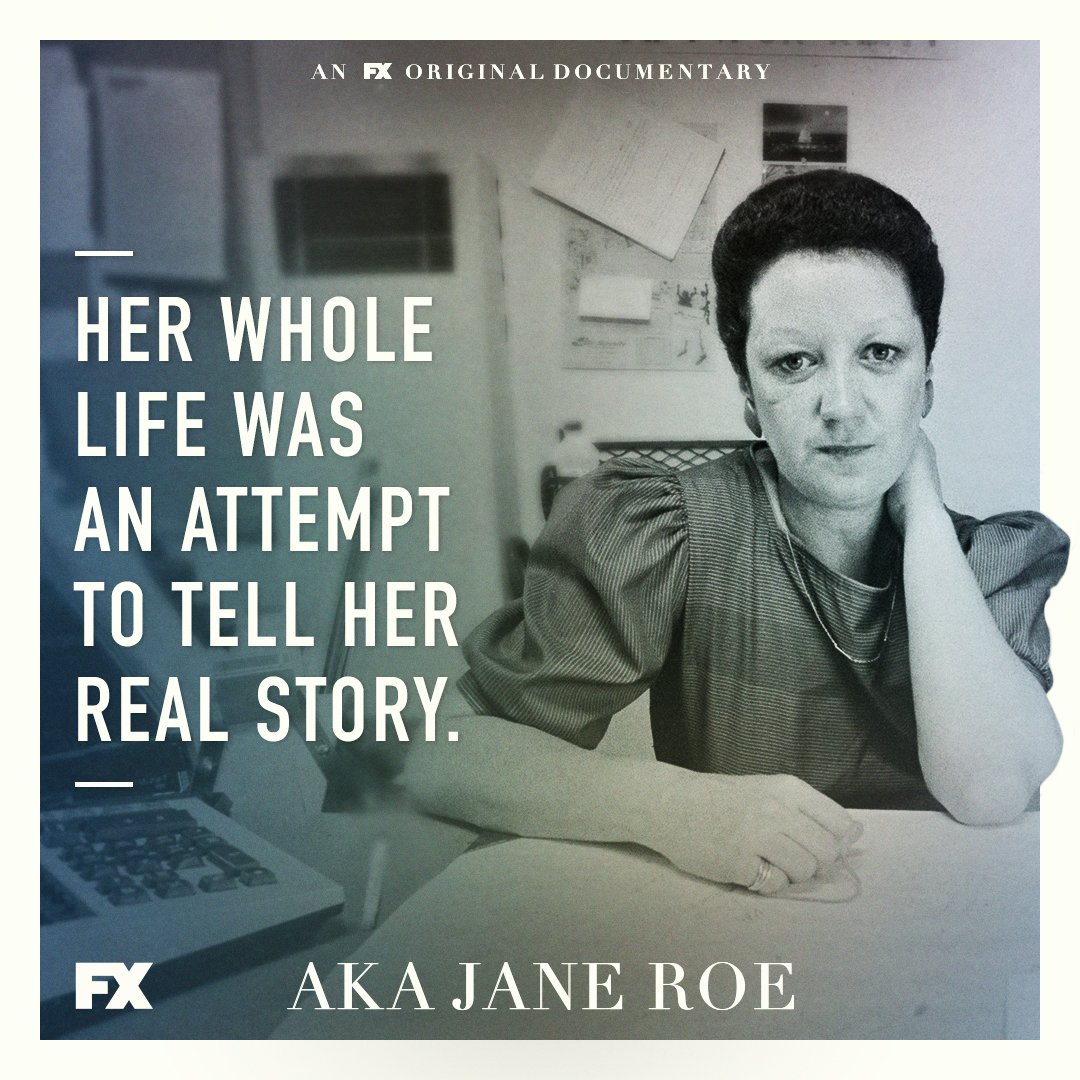 AN FX ORIGINAL DOCUMENTARY
HER WHOLE
LIFE WAS
AN ATTEMPT
TO TELL HER
REAL STORY.
FX
AKA JANE ROE